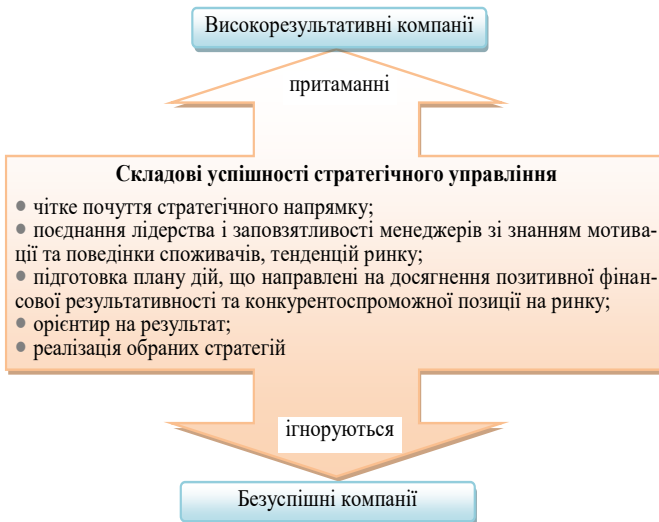 Високорезультативні компанії
притаманні
Складові успішності стратегічного управління
● чітке почуття стратегічного напрямку;
● поєднання лідерства і заповзятливості менеджерів зі знанням мотива-
ції та поведінки споживачів, тенденцій ринку;
● підготовка плану дій, що направлені на досягнення позитивної фінан-
сової результативності та конкурентоспроможної позиції на ринку;
● орієнтир на результат;
● реалізація обраних стратегій
ігноруються
Безуспішні компанії